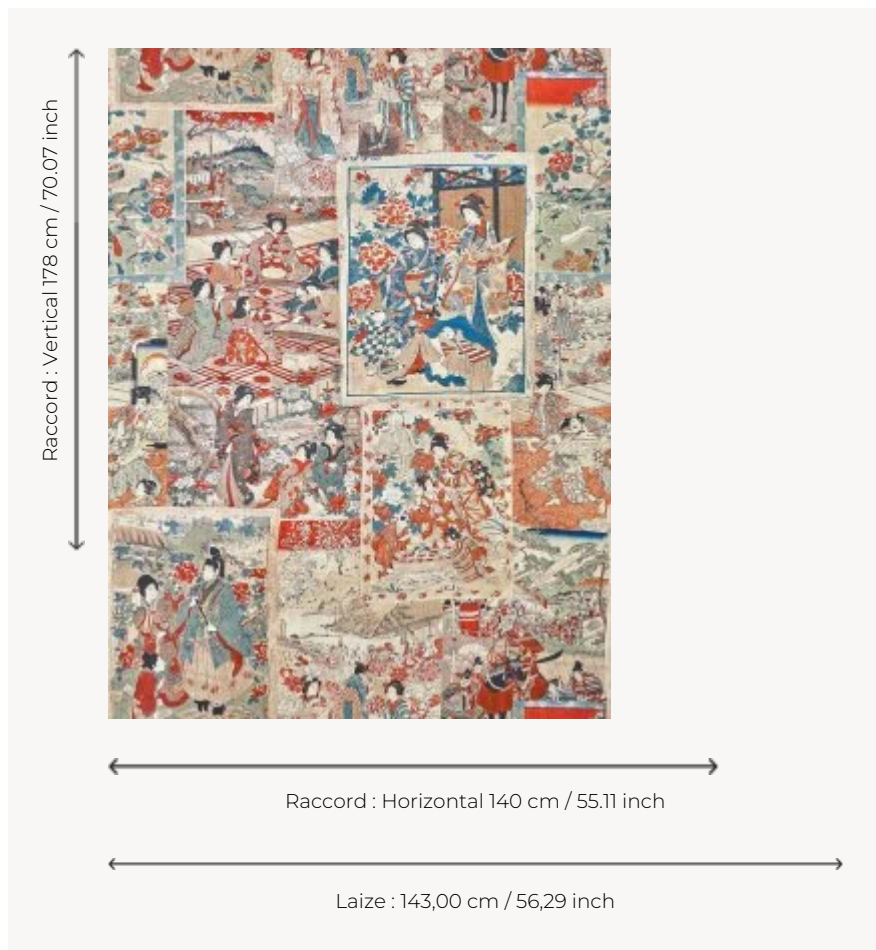 Raccord : Vertical 178 cm / 70.07 inch
Raccord : Horizontal 140 cm / 55.11 inch
Laize : 143,00 cm / 56,29 inch